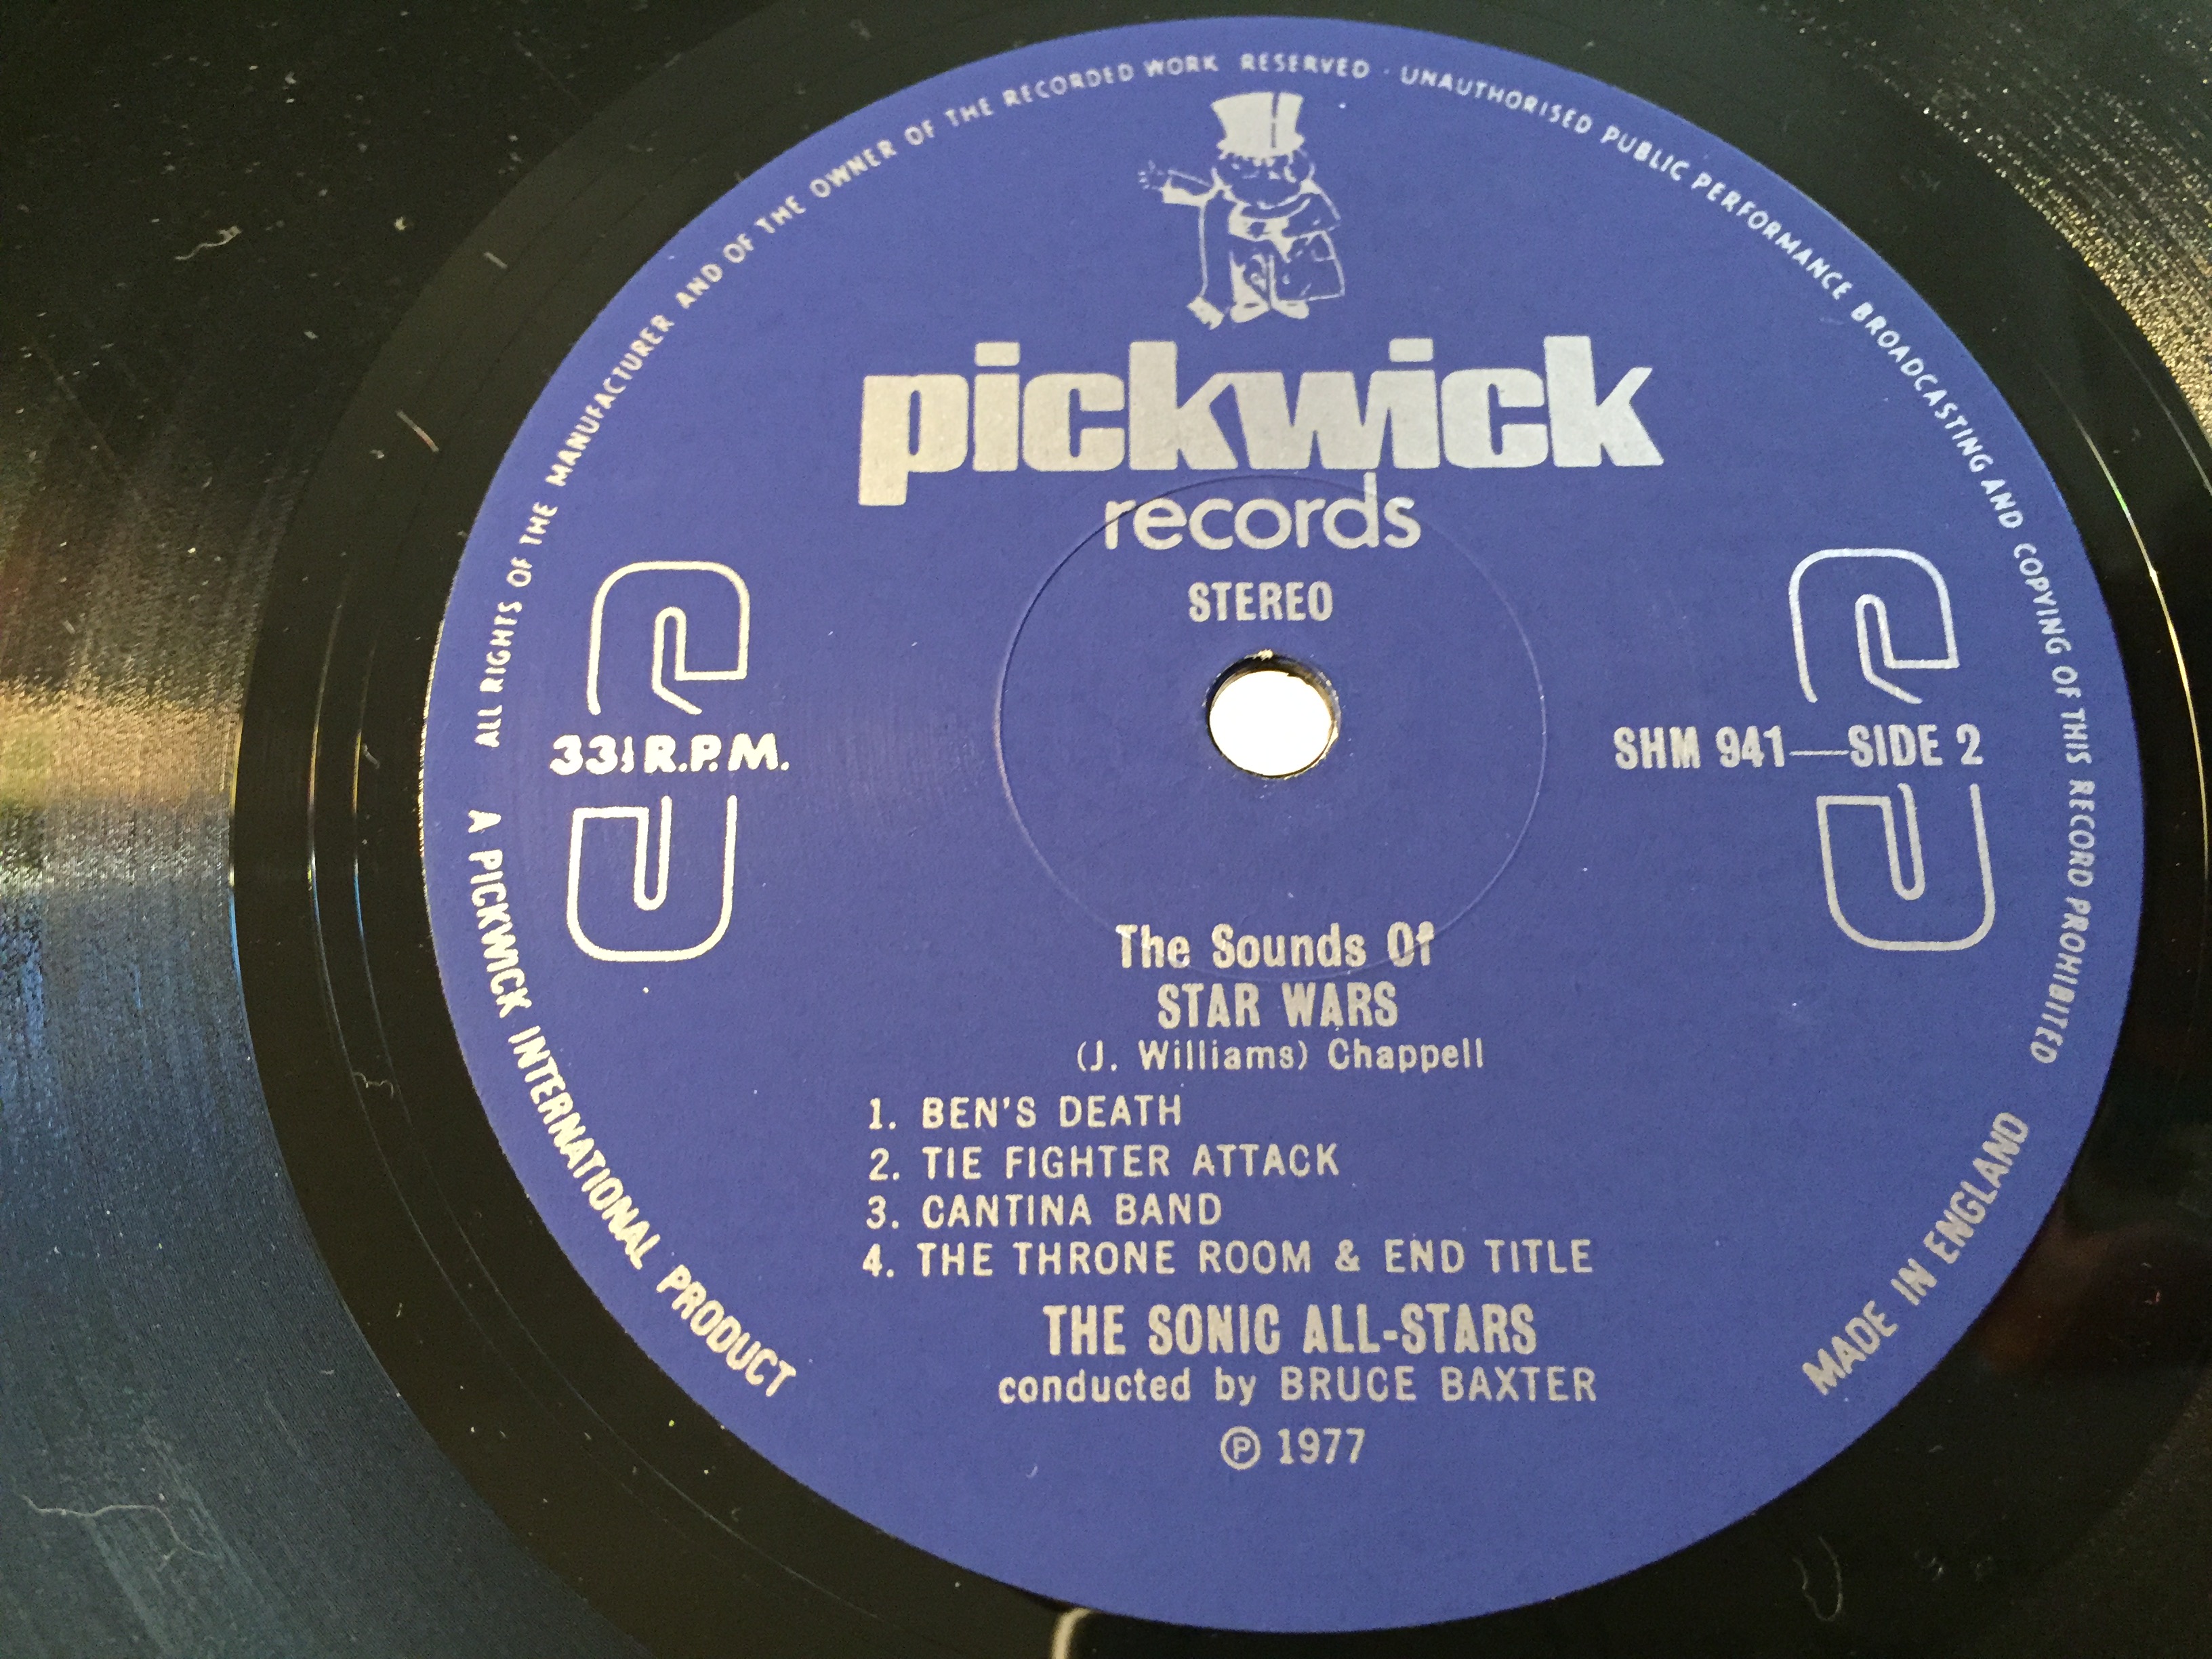 ALL RIGHTS OF THE MANUFACTURER AND OF THE OWNER OF THE RECORDED WORK RESERVED · UNAUTHORISED PUBLIC PERFORMANCE BROADCASTING AND COPYING OF THIS RECORD PROHIBITED
pickwick
records
STEREO
33⅓ R.P.M.
SHM 941—SIDE 2
The Sounds Of
STAR WARS
(J. Williams) Chappell
1. BEN'S DEATH
2. TIE FIGHTER ATTACK
3. CANTINA BAND
4. THE THRONE ROOM & END TITLE
THE SONIC ALL-STARS
conducted by BRUCE BAXTER
℗ 1977
A PICKWICK INTERNATIONAL PRODUCT
MADE IN ENGLAND